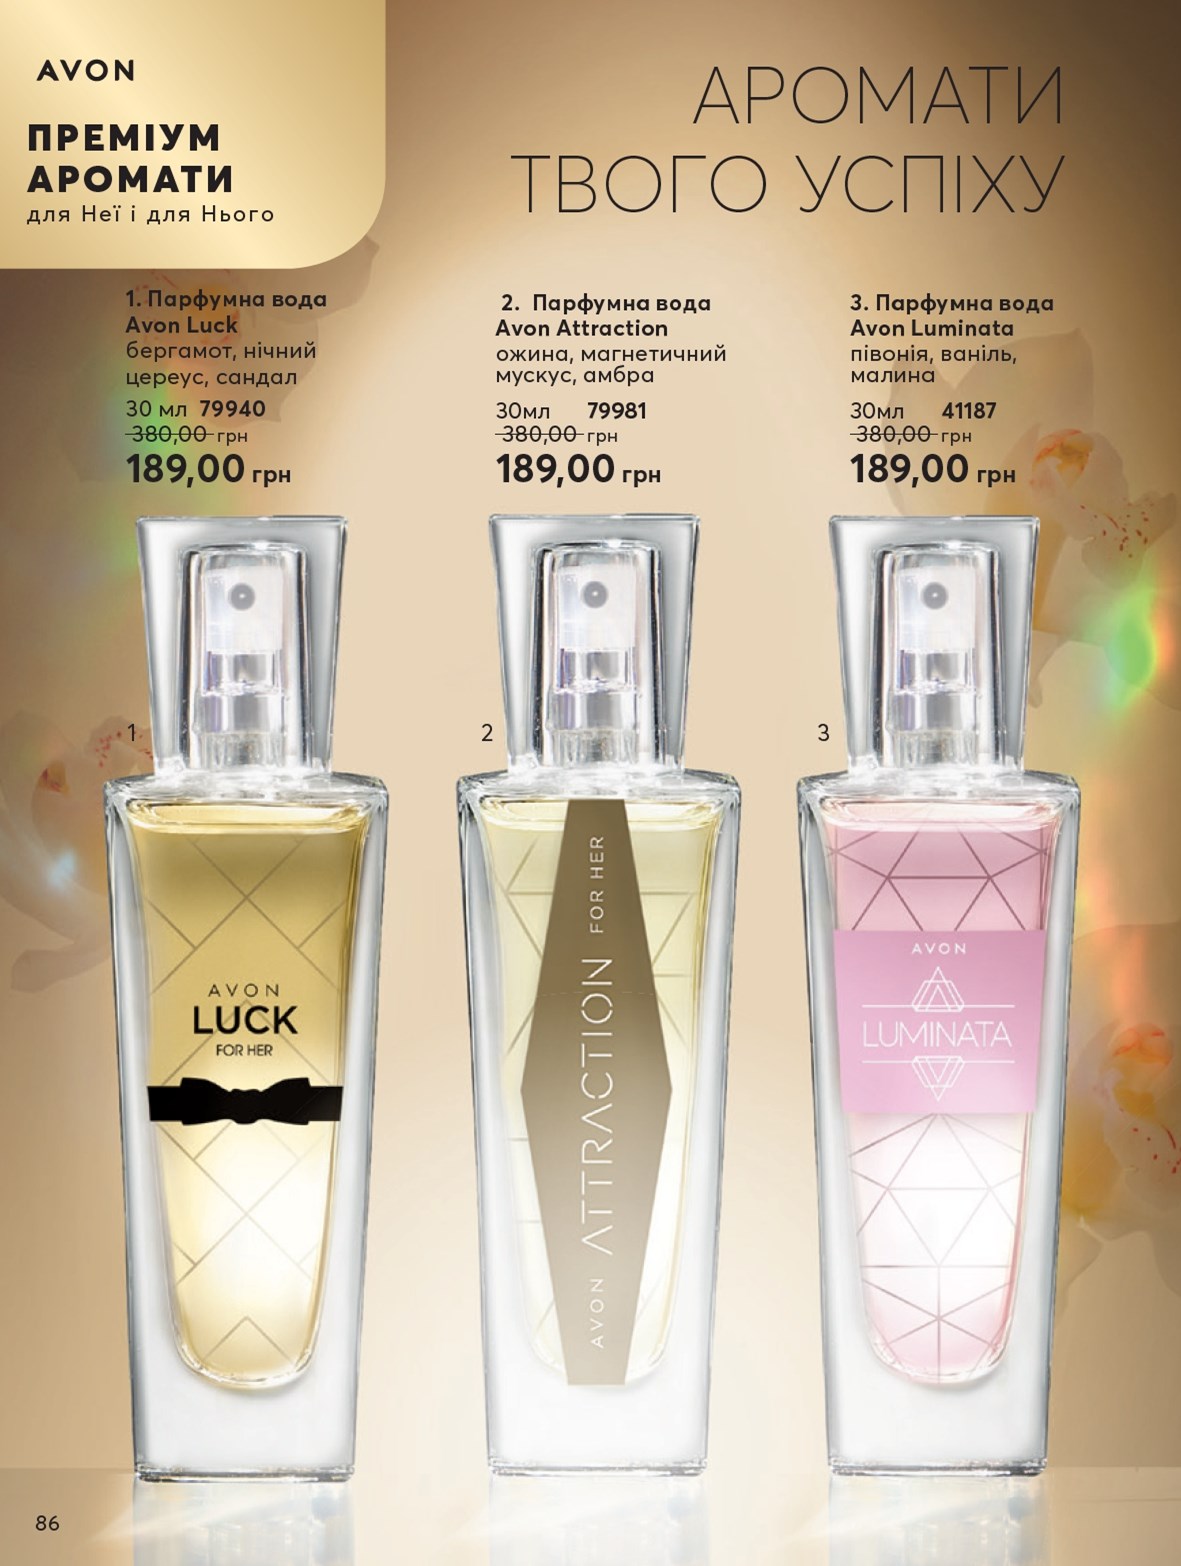 AVON
ПРЕМІУМ
АРОМАТИ
для Неї і для Нього
АРОМАТИ
ТВОГО УСПІХУ
1. Парфумна вода
Avon Luck
бергамот, нічний
цереус, сандал
30 мл 79940
380,00 грн
189,00 грн
2. Парфумна вода
Avon Attraction
ожина, магнетичний
мускус, амбра
30мл 79981
380,00 грн
189,00 грн
3. Парфумна вода
Avon Luminata
півонія, ваніль,
малина
30мл 41187
380,00 грн
189,00 грн
1
2
3
AVON
LUCK
FOR HER
AVON ATTRACTION FOR HER
AVON
LUMINATA
86